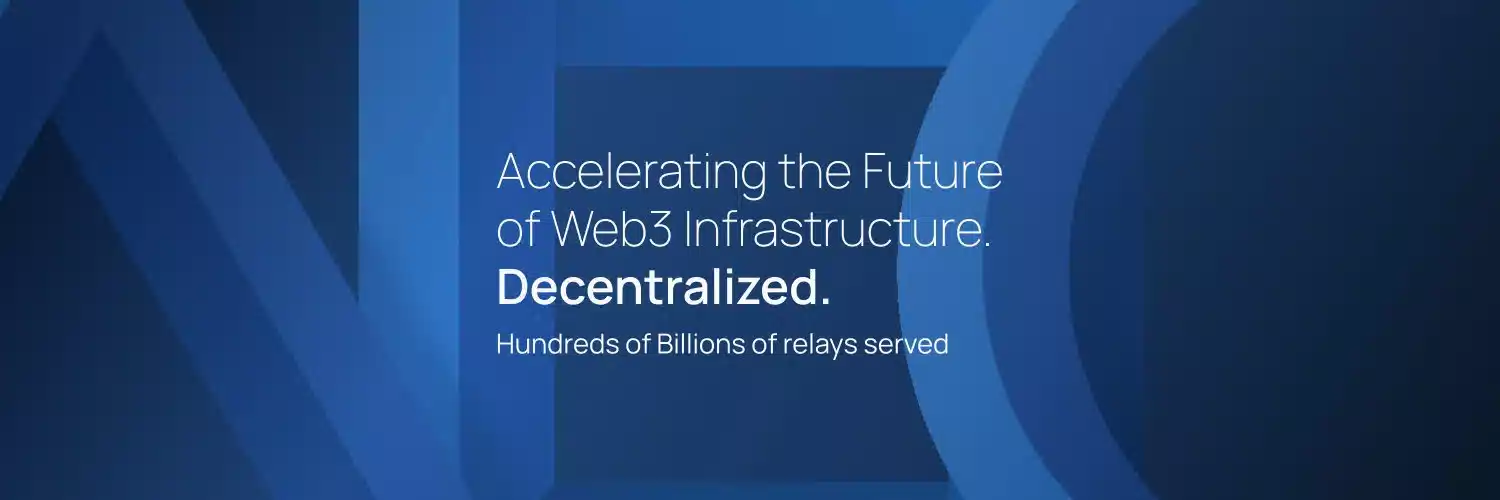 Accelerating the Future
of Web3 Infrastructure.
Decentralized.
Hundreds of Billions of relays served